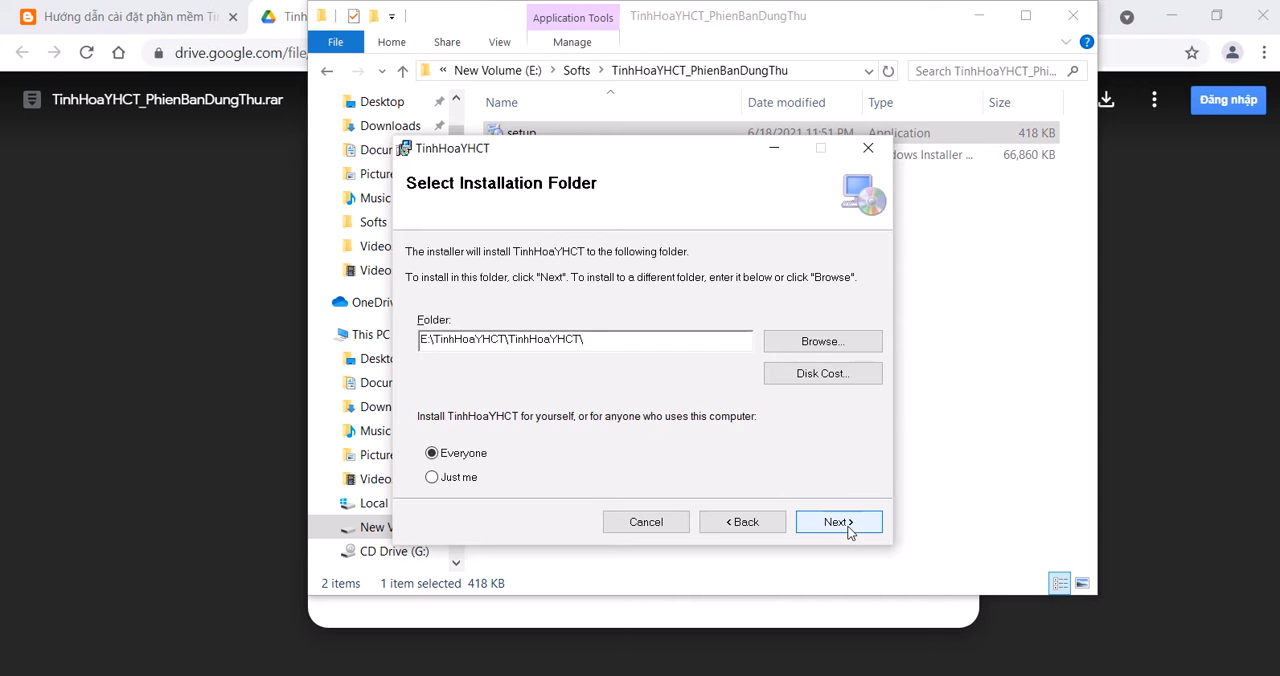 Hướng dẫn cài đặt phần mềm Tin
Tinh
drive.google.com/file/
TinhHoaYHCT_PhienBanDungThu.rar
Đăng nhập
Application Tools
TinhHoaYHCT_PhienBanDungThu
File
Home
Share
View
Manage
« New Volume (E:) > Softs > TinhHoaYHCT_PhienBanDungThu
Search TinhHoaYHCT_Phi...
Name
Date modified
Type
Size
setup
6/18/2021 11:51 PM
Application
418 KB
dows Installer ...
66,860 KB
Desktop
Downloads
Docum
Picture
Music
Softs
Video
Video
OneDriv
This PC
Deskto
Docum
Down
Music
Picture
Video
Local
New V
CD Drive (G:)
TinhHoaYHCT
Select Installation Folder
The installer will install TinhHoaYHCT to the following folder.
To install in this folder, click "Next". To install to a different folder, enter it below or click "Browse".
Folder:
E:\TinhHoaYHCT\TinhHoaYHCT\
Browse...
Disk Cost...
Install TinhHoaYHCT for yourself, or for anyone who uses this computer:
Everyone
Just me
Cancel
< Back
Next >
2 items
1 item selected 418 KB